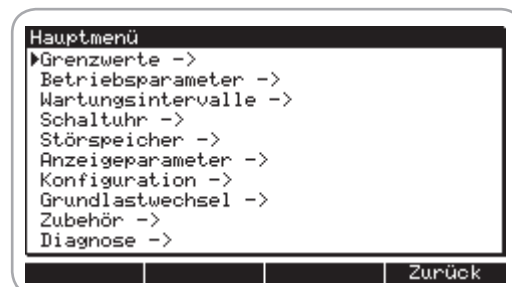 Hauptmenü
▶Grenzwerte ->
Betriebsparameter ->
Wartungsintervalle ->
Schaltuhr ->
Störspeicher ->
Anzeigeparameter ->
Konfiguration ->
Grundlastwechsel ->
Zubehör ->
Diagnose ->
Zurück